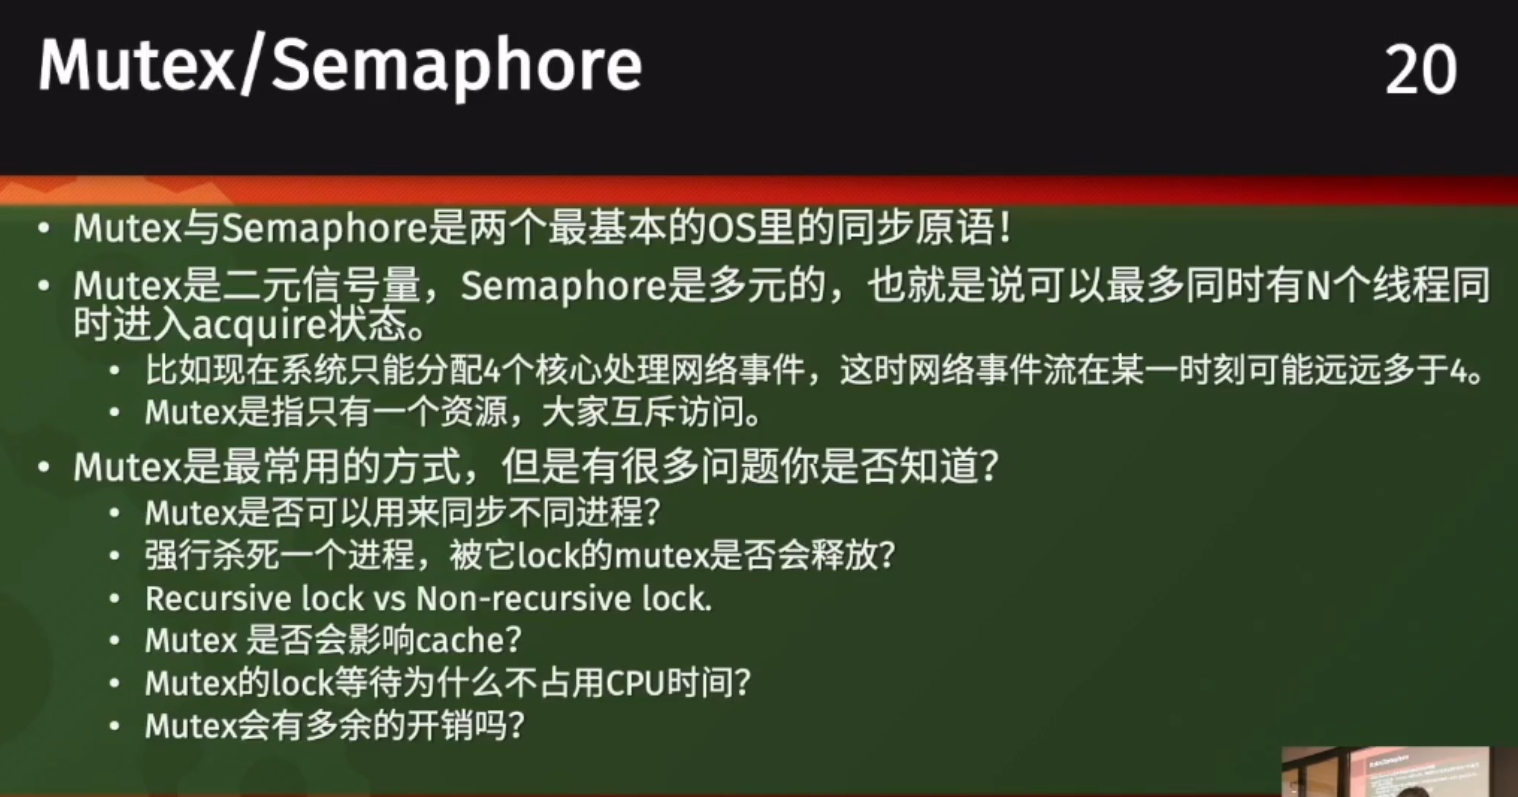 Mutex/Semaphore
20
• Mutex与Semaphore是两个最基本的OS里的同步原语！
• Mutex是二元信号量，Semaphore是多元的，也就是说可以最多同时有N个线程同
时进入acquire状态。
• 比如现在系统只能分配4个核心处理网络事件，这时网络事件流在某一时刻可能远远多于4。
• Mutex是指只有一个资源，大家互斥访问。
• Mutex是最常用的方式，但是有很多问题你是否知道？
• Mutex是否可以用来同步不同进程？
• 强行杀死一个进程，被它lock的mutex是否会释放？
• Recursive lock vs Non-recursive lock.
• Mutex 是否会影响cache？
• Mutex的lock等待为什么不占用CPU时间？
• Mutex会有多余的开销吗？